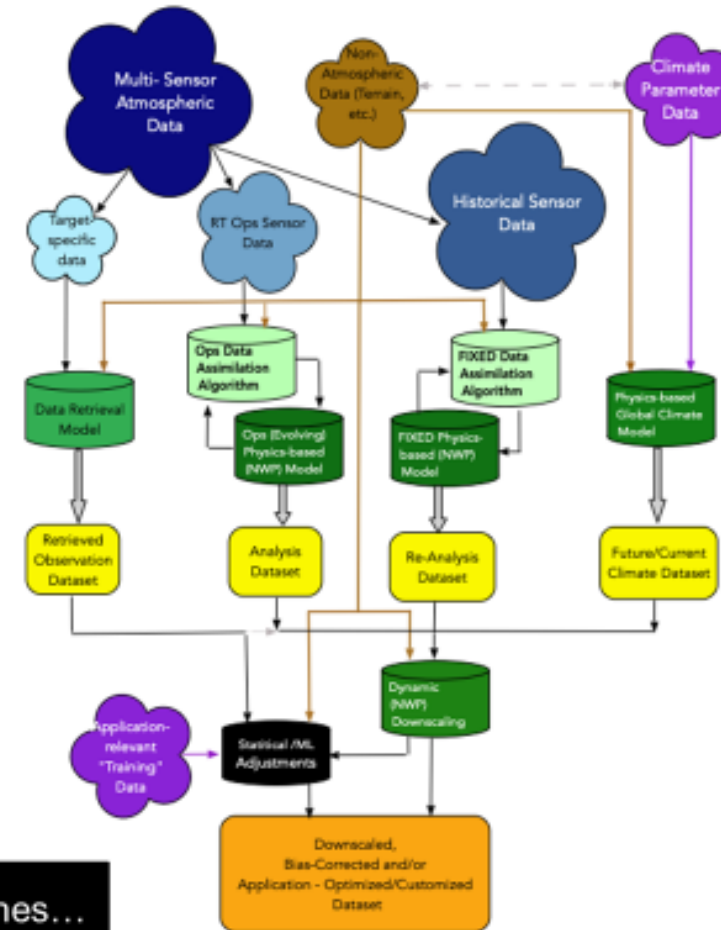 Multi- Sensor
Atmospheric
Data
Non-
Atmospheric
Data (Terrain,
etc.)
Climate
Parameter
Data
Target-
specific
data
RT Ops Sensor
Data
Historical Sensor
Data
Ops Data
Assimilation
Algorithm
FIXED Data
Assimilation
Algorithm
Data Retrieval
Model
Ops (Evolving)
Physics-based
(NWP) Model
FIXED Physics-
based (NWP)
Model
Physics-based
Global Climate
Model
Retrieved
Observation
Dataset
Analysis
Dataset
Re-Analysis
Dataset
Future/Current
Climate Dataset
Dynamic
(NWP)
Downscaling
Application-
relevant
"Training"
Data
Statitical /ML
Adjustments
Downscaled,
Bias-Corrected and/or
Application - Optimized/Customized
Dataset
nes...